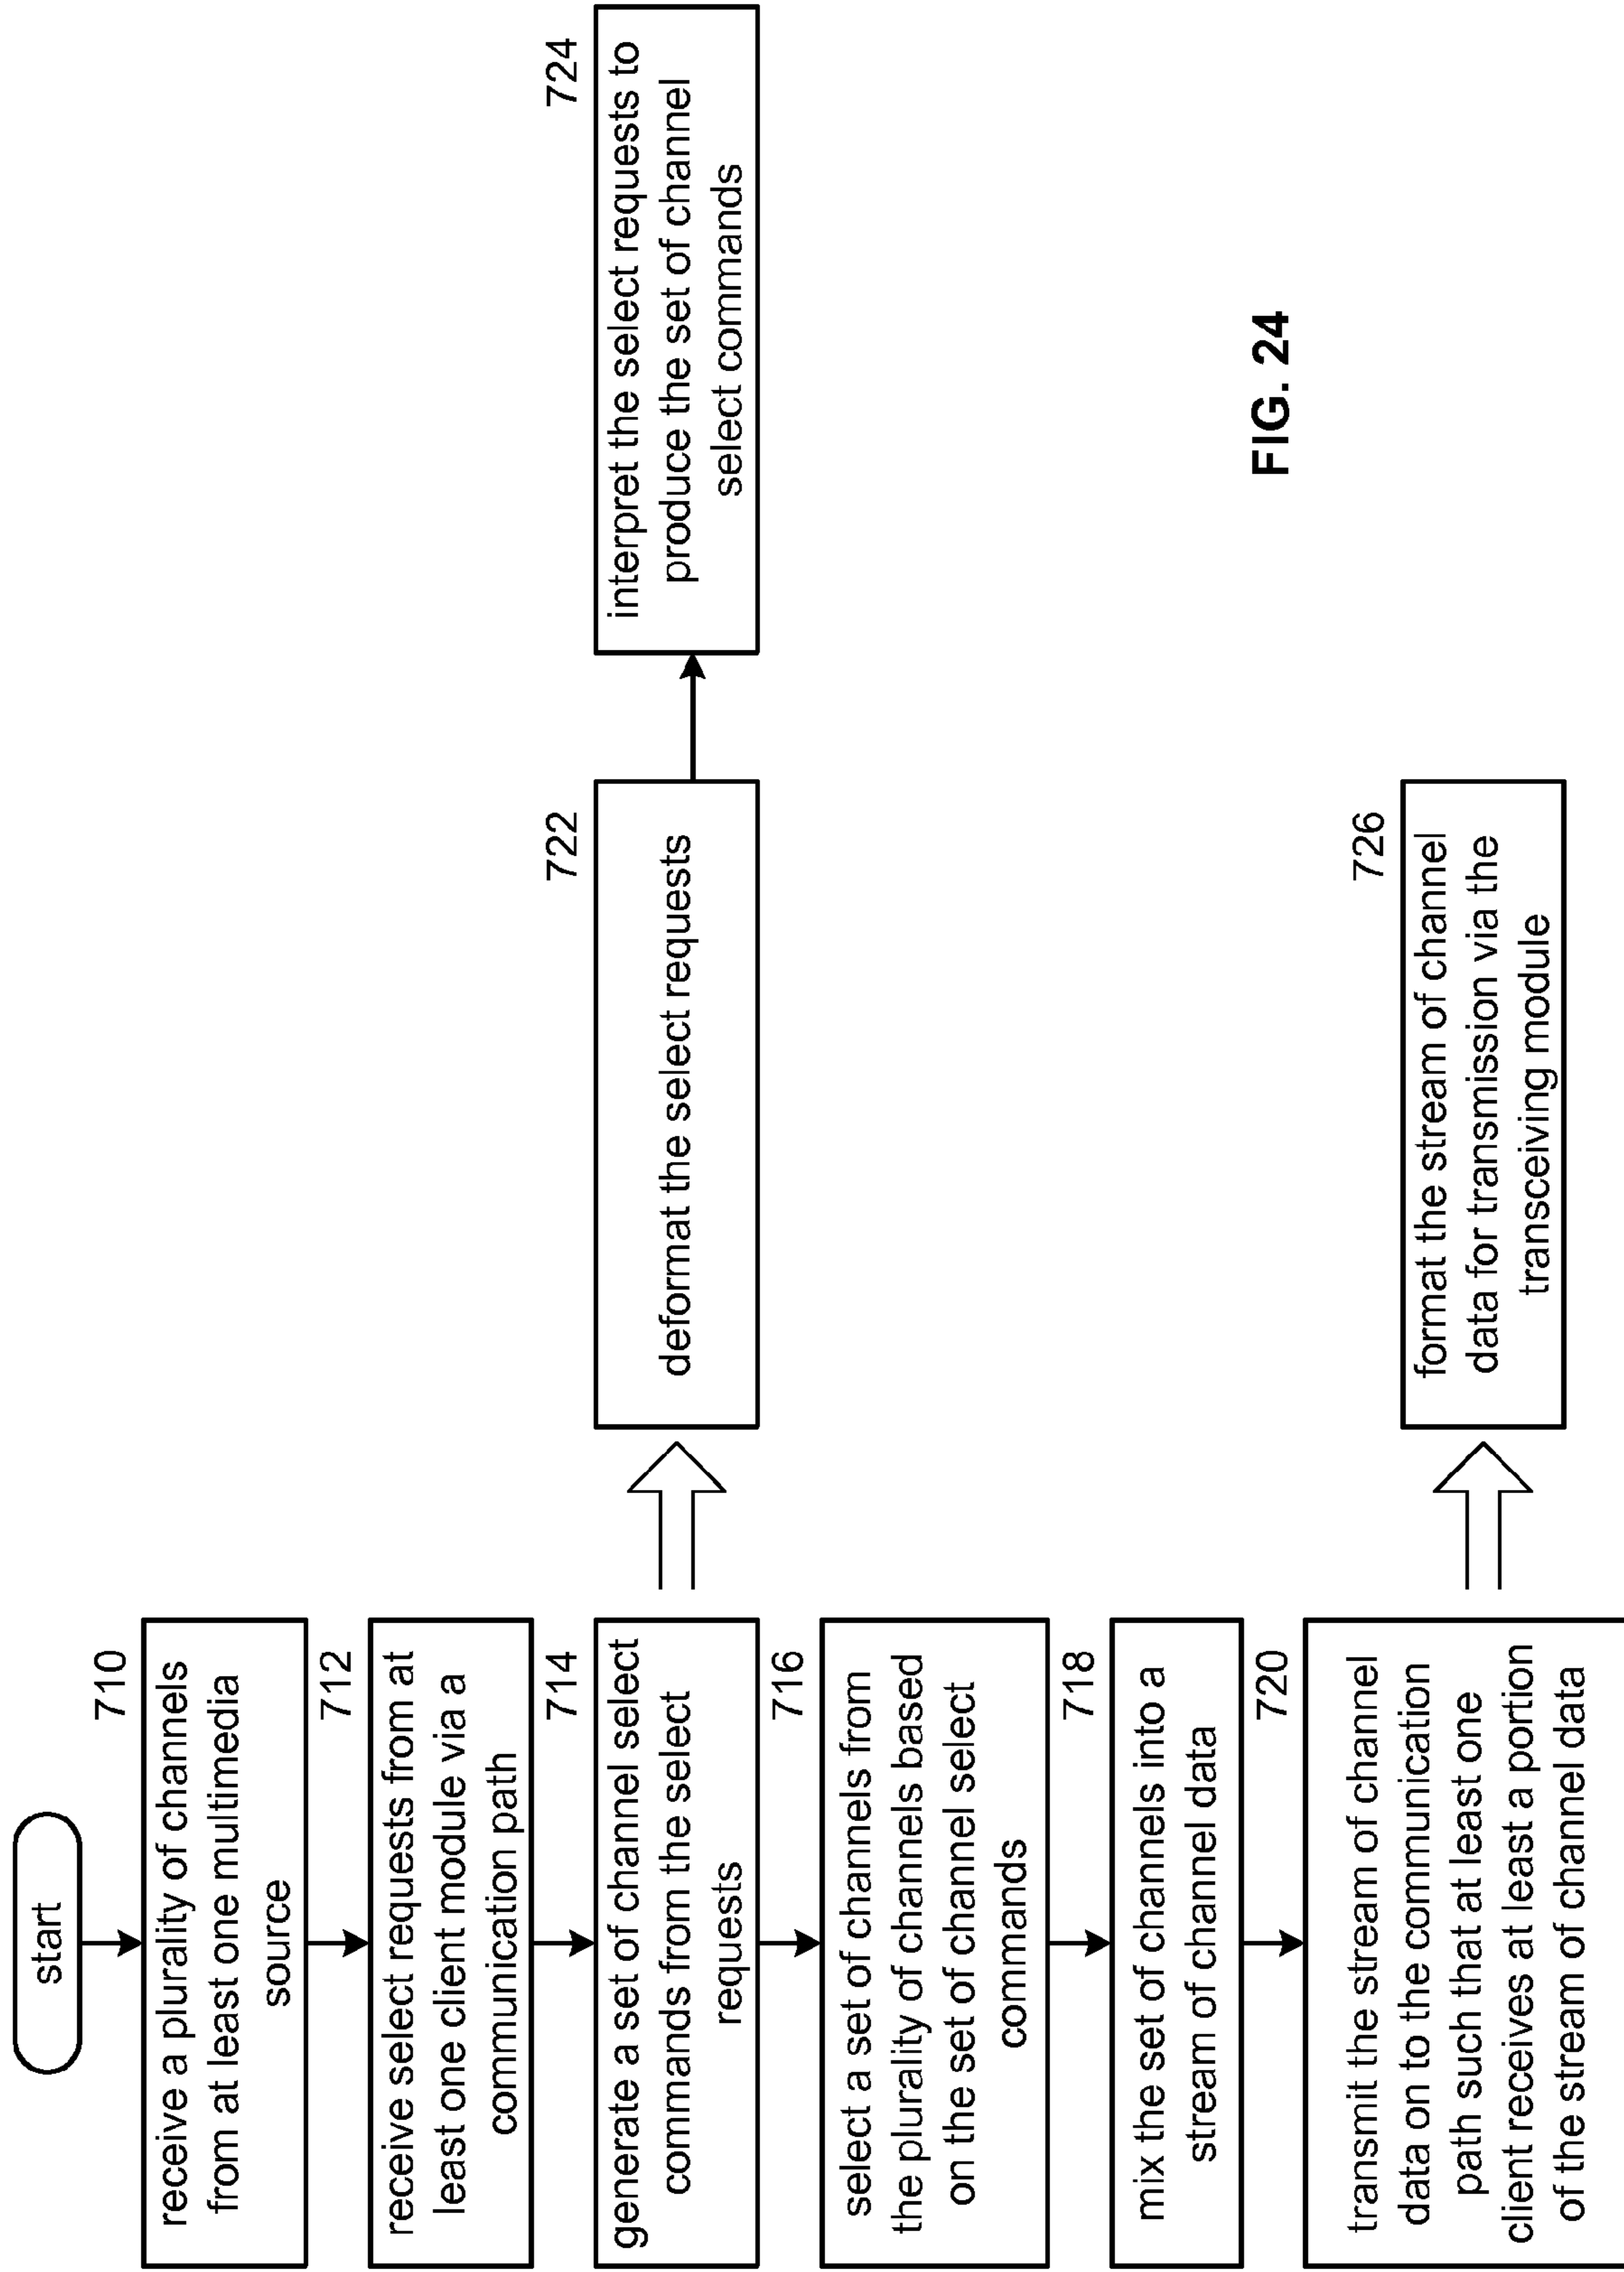 start
710
receive a plurality of channels
from at least one multimedia
source
712
receive select requests from at
least one client module via a
communication path
714
generate a set of channel select
commands from the select
requests
716
select a set of channels from
the plurality of channels based
on the set of channel select
commands
718
mix the set of channels into a
stream of channel data
720
transmit the stream of channel
data on to the communication
path such that at least one
client receives at least a portion
of the stream of channel data
722
deformat the select requests
724
interpret the select requests to
produce the set of channel
select commands
726
format the stream of channel
data for transmission via the
transceiving module
FIG. 24